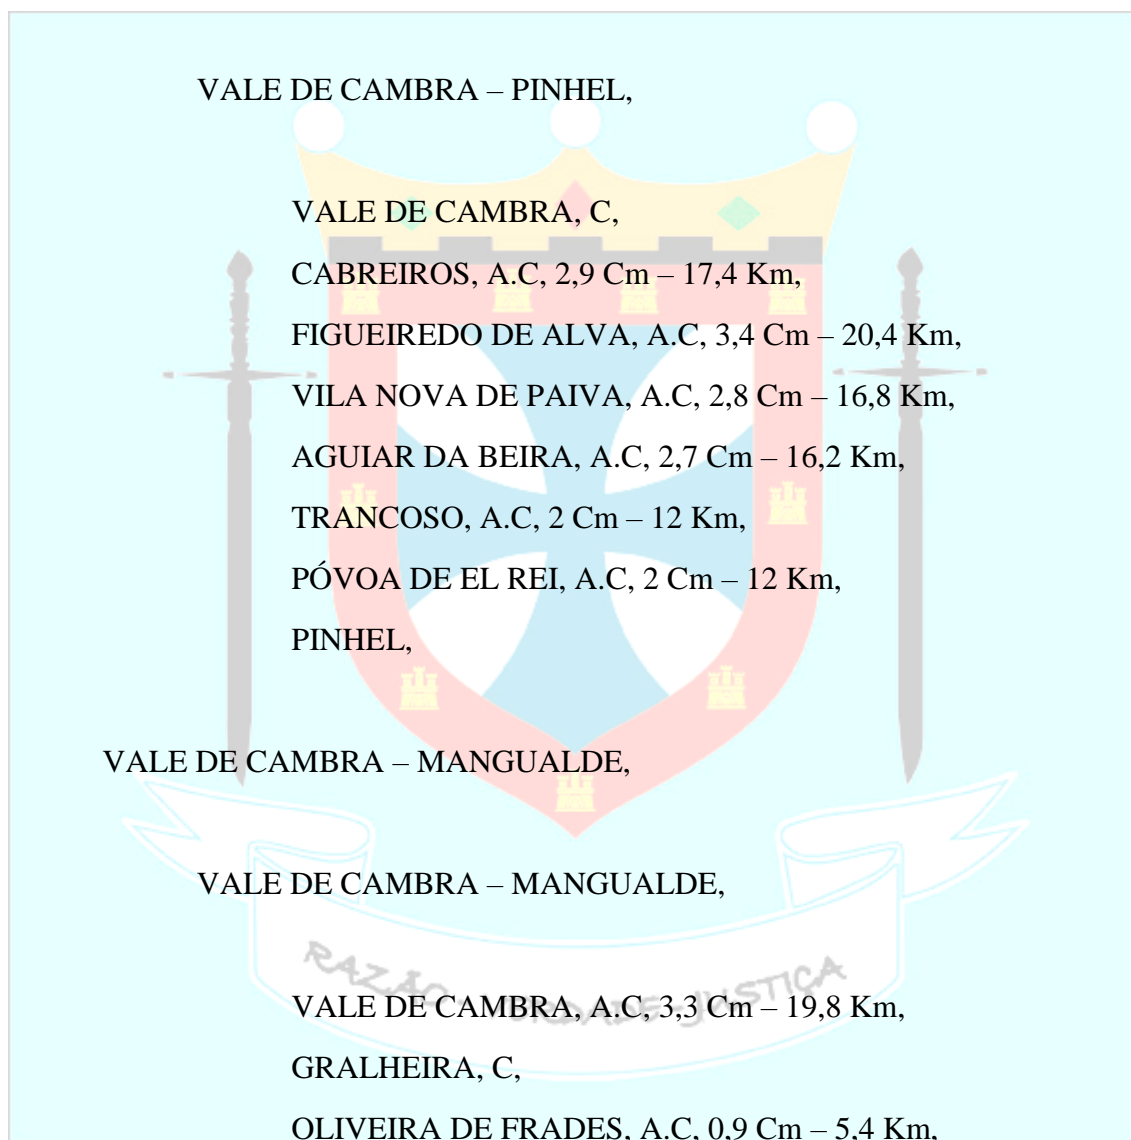 VALE DE CAMBRA – PINHEL,
VALE DE CAMBRA, C,
CABREIROS, A.C, 2,9 Cm – 17,4 Km,
FIGUEIREDO DE ALVA, A.C, 3,4 Cm – 20,4 Km,
VILA NOVA DE PAIVA, A.C, 2,8 Cm – 16,8 Km,
AGUIAR DA BEIRA, A.C, 2,7 Cm – 16,2 Km,
TRANCOSO, A.C, 2 Cm – 12 Km,
PÓVOA DE EL REI, A.C, 2 Cm – 12 Km,
PINHEL,
VALE DE CAMBRA – MANGUALDE,
VALE DE CAMBRA – MANGUALDE,
RAZÃO-VERDADE-JUSTIÇA
VALE DE CAMBRA, A.C, 3,3 Cm – 19,8 Km,
GRALHEIRA, C,
OLIVEIRA DE FRADES, A.C, 0,9 Cm – 5,4 Km,